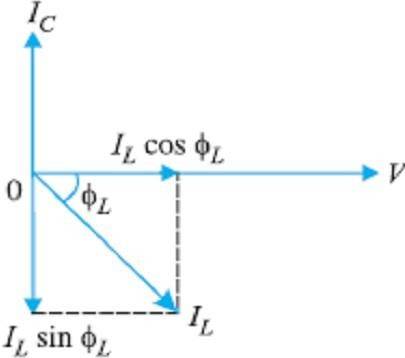 I_C
I_L cos ϕ_L
V
0
ϕ_L
I_L
I_L sin ϕ_L